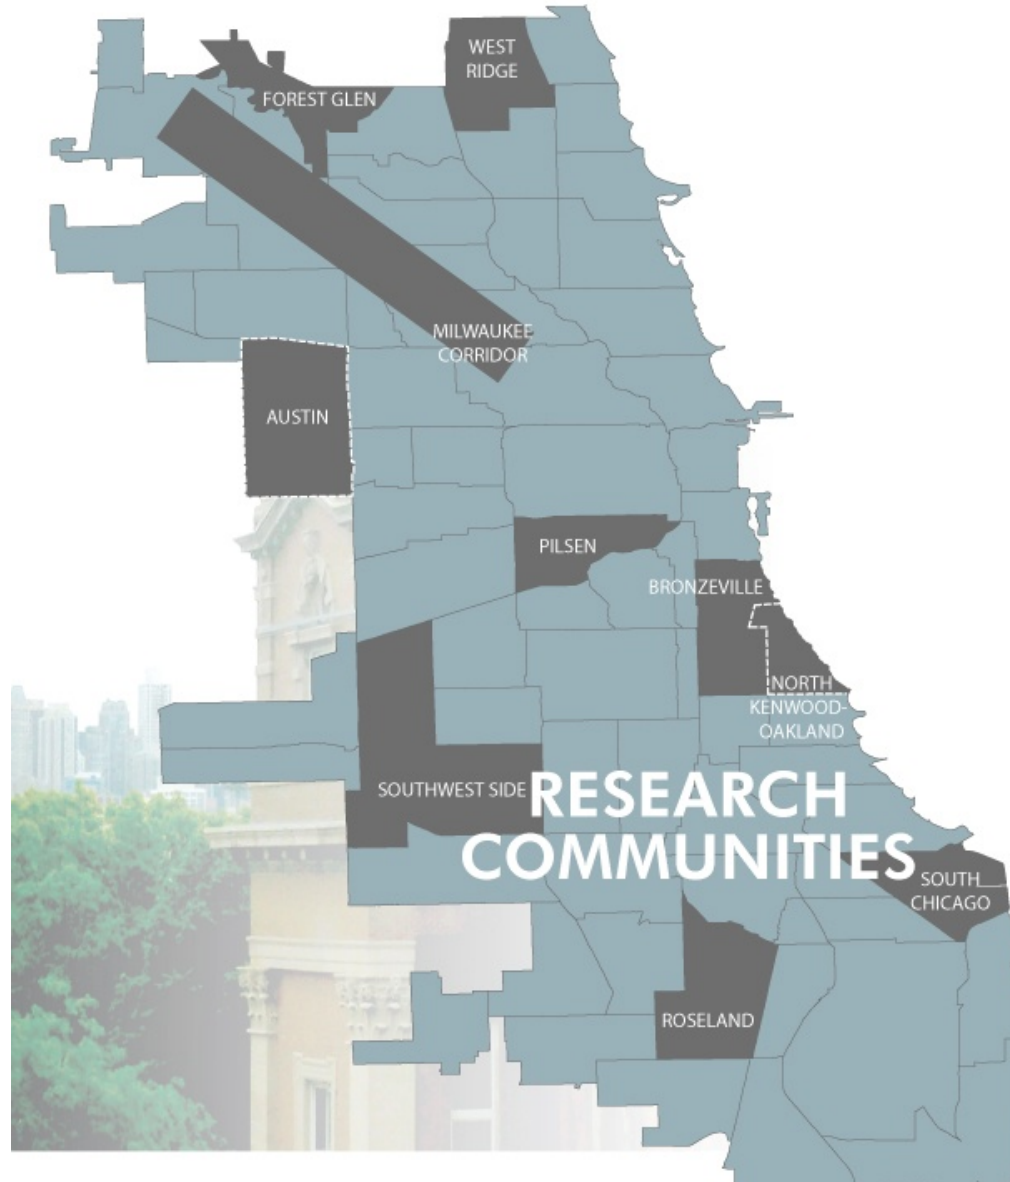 WEST
RIDGE
FOREST GLEN
MILWAUKEE
CORRIDOR
AUSTIN
PILSEN
BRONZEVILLE
NORTH
KENWOOD-
OAKLAND
SOUTHWEST SIDE
RESEARCH
COMMUNITIES
SOUTH
CHICAGO
ROSELAND